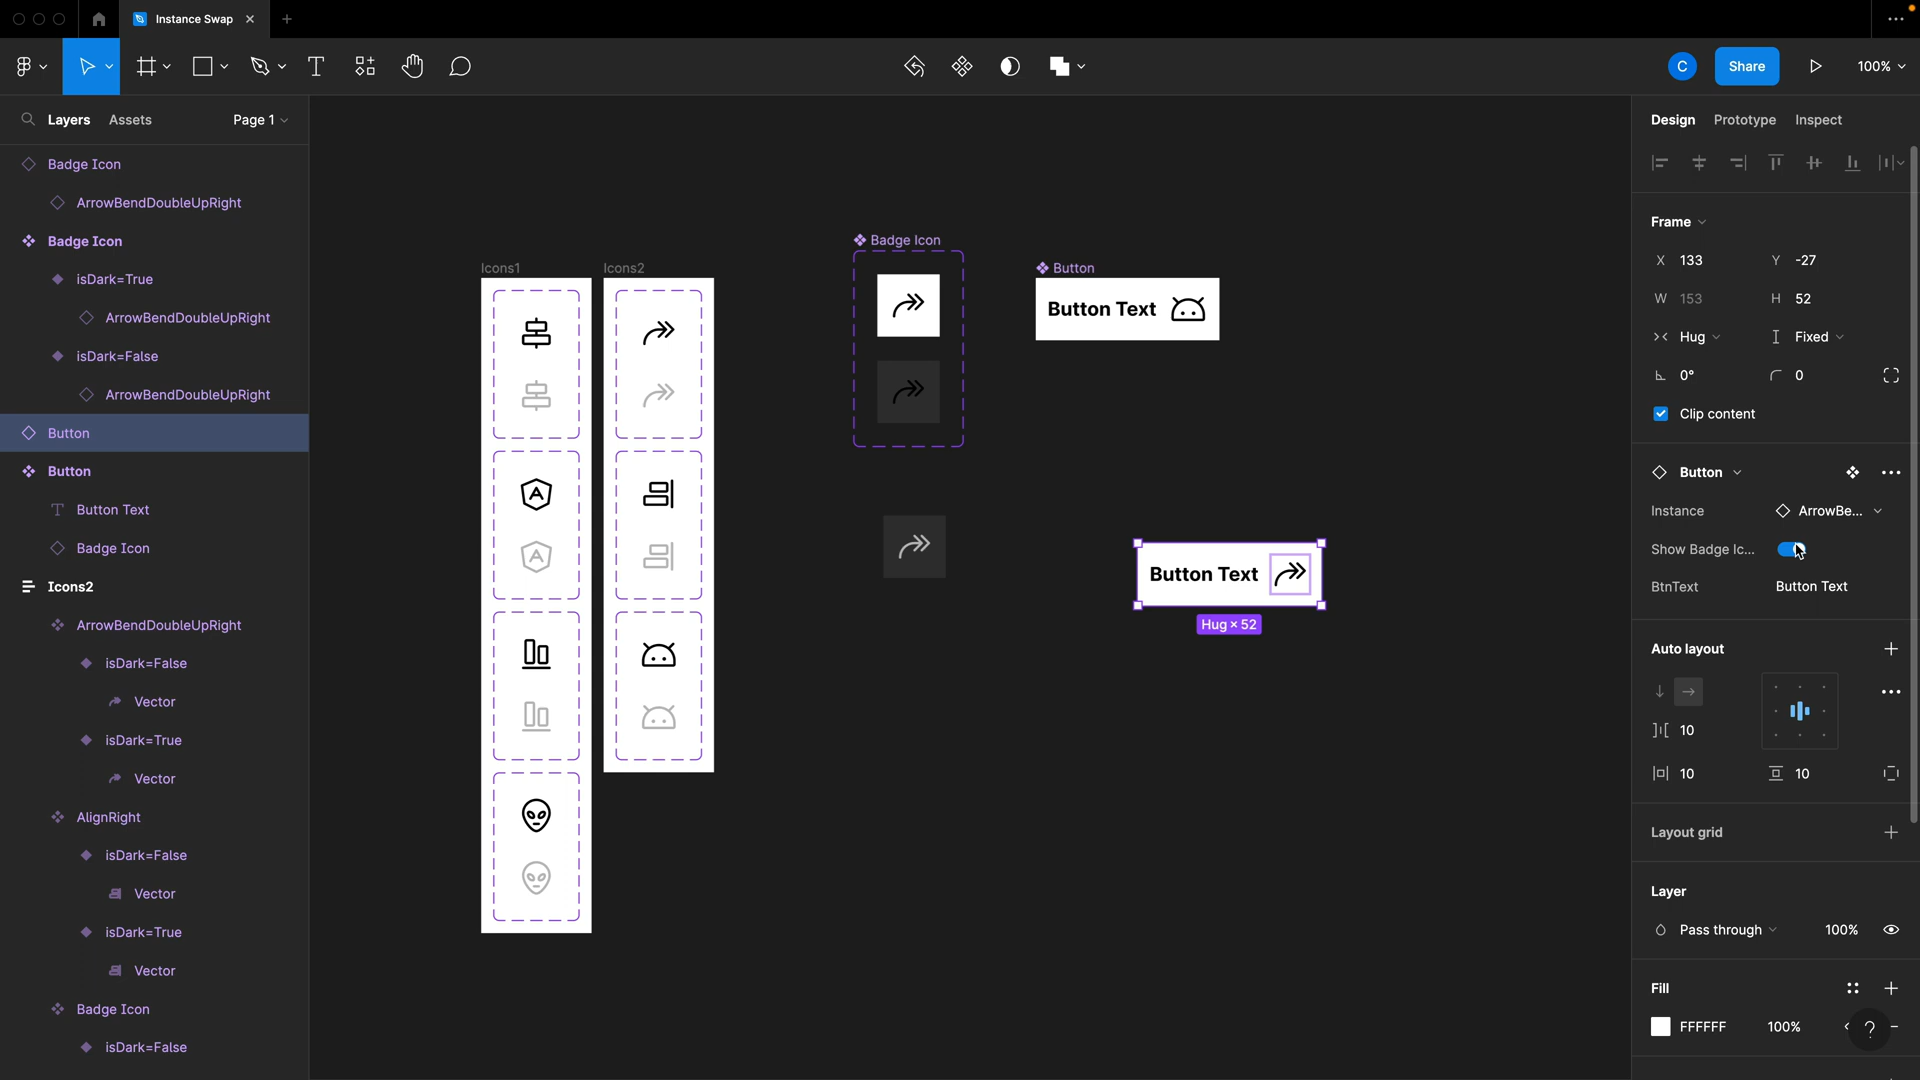 Instance Swap
Share
C
100%
Layers
Assets
Page 1
Badge Icon
ArrowBendDoubleUpRight
Badge Icon
isDark=True
ArrowBendDoubleUpRight
isDark=False
ArrowBendDoubleUpRight
Button
Button
Button Text
Badge Icon
Icons2
ArrowBendDoubleUpRight
isDark=False
Vector
isDark=True
Vector
AlignRight
isDark=False
Vector
isDark=True
Vector
Badge Icon
isDark=False
Icons1
Icons2
Badge Icon
Button
Button Text
Button Text
Hug × 52
Design
Prototype
Inspect
Frame
X 133
Y -27
W 153
H 52
Hug
Fixed
0°
0
Clip content
Button
Instance
ArrowBe...
Show Badge Ic...
BtnText
Button Text
Auto layout
10
10
10
Layout grid
Layer
Pass through
100%
Fill
FFFFFF
100%
?